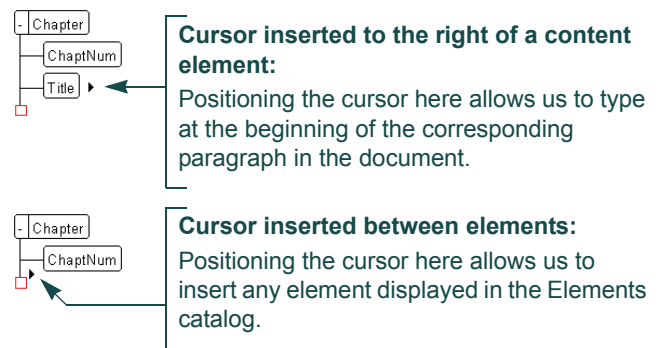 - Chapter
ChaptNum
Title
Cursor inserted to the right of a content
element:
Positioning the cursor here allows us to type
at the beginning of the corresponding
paragraph in the document.
- Chapter
ChaptNum
Cursor inserted between elements:
Positioning the cursor here allows us to
insert any element displayed in the Elements
catalog.